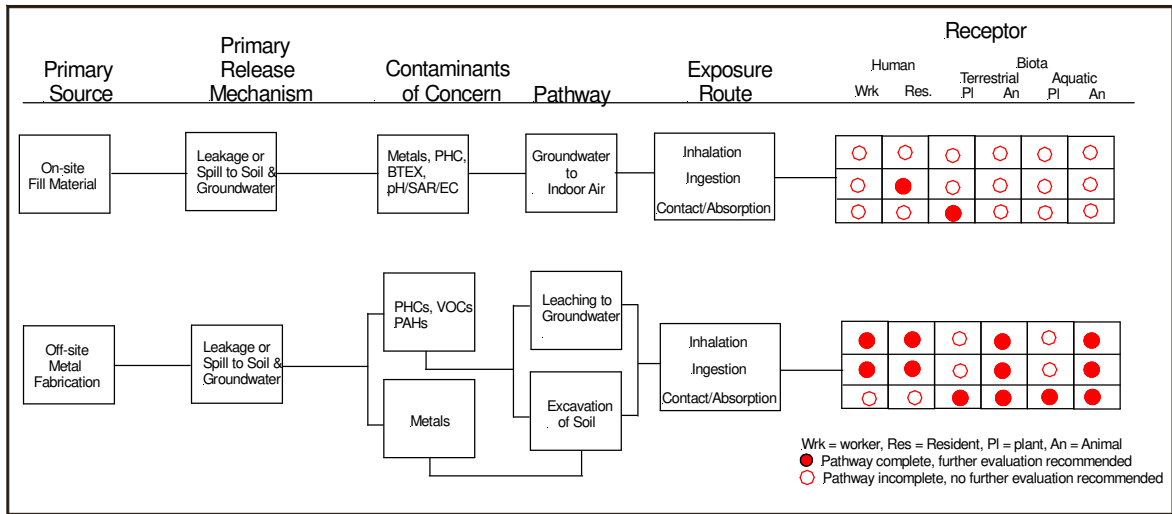 Receptor
Primary
Release
Mechanism
Primary
Source
Contaminants
of Concern
Pathway
Exposure
Route
Human
Biota
Terrestrial
Aquatic
Wrk
Res.
Pl
An
Pl
An
On-site
Fill Material
Leakage or
Spill to Soil &
Groundwater
Metals, PHC,
BTEX,
pH/SAR/EC
Groundwater
to
Indoor Air
Inhalation
Ingestion
Contact/Absorption
Off-site
Metal
Fabrication
Leakage or
Spill to Soil &
Groundwater
PHCs, VOCs
PAHs
Metals
Leaching to
Groundwater
Excavation
of Soil
Inhalation
Ingestion
Contact/Absorption
Wrk = worker, Res = Resident, Pl = plant, An = Animal
Pathway complete, further evaluation recommended
Pathway incomplete, no further evaluation recommended